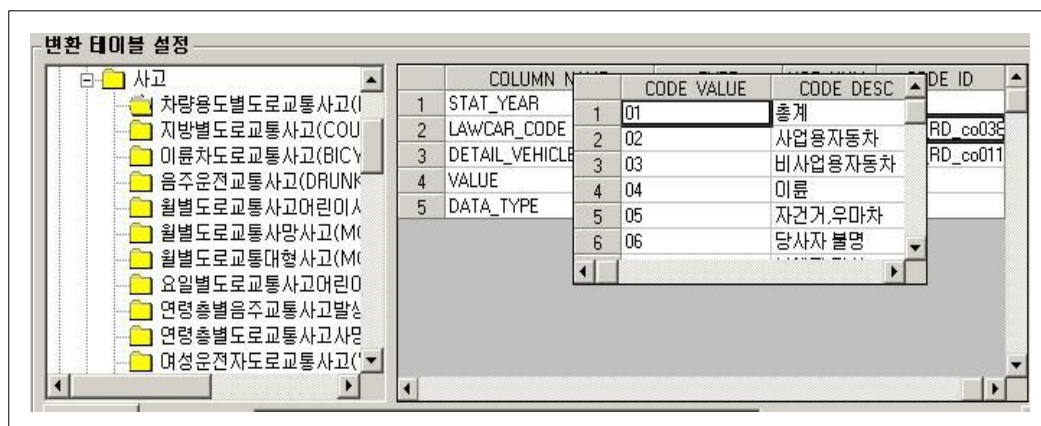 변환 테이블 설정
사고
차량용도별도로교통사고(
지방별도로교통사고(COU
이륜차도로교통사고(BICY
음주운전교통사고(DRUNK
월별도로교통사고어린이사
월별도로교통사망사고(M
월별도로교통대형사고(M
요일별도로교통사고어린이
연령층별음주교통사고발생
연령층별도로교통사고사망
여성운전자도로교통사고(
COLUMN
CODE ID
1 STAT_YEAR
2 LAWCAR_CODE RD_co038
3 DETAIL_VEHICLE RD_co011
4 VALUE
5 DATA_TYPE
CODE VALUE CODE DESC
1 01 총계
2 02 사업용자동차
3 03 비사업용자동차
4 04 이륜
5 05 자건거,우마차
6 06 당사자 불명